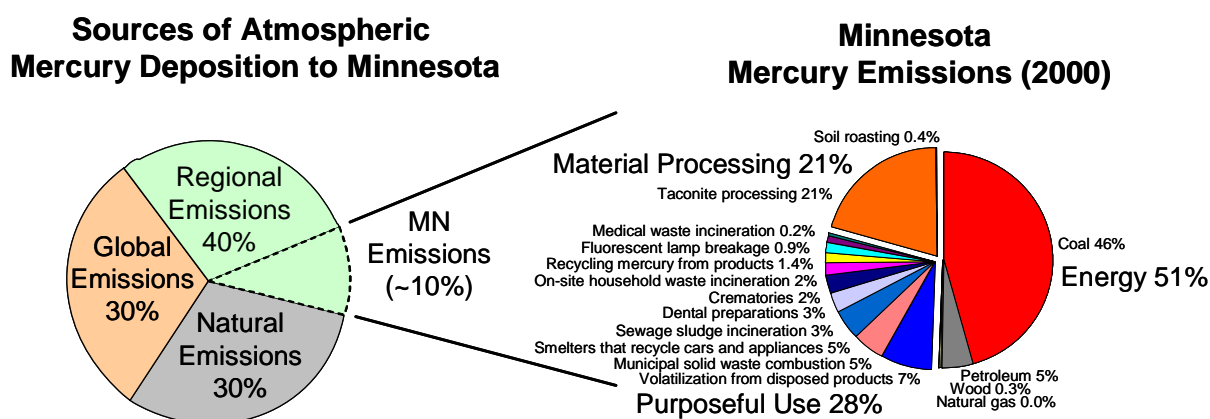 Sources of Atmospheric
Mercury Deposition to Minnesota
Regional
Emissions
40%
Global
Emissions
30%
Natural
Emissions
30%
MN
Emissions
(~10%)
Minnesota
Mercury Emissions (2000)
Soil roasting 0.4%
Material Processing 21%
Taconite processing 21%
Medical waste incineration 0.2%
Fluorescent lamp breakage 0.9%
Recycling mercury from products 1.4%
On-site household waste incineration 2%
Crematories 2%
Dental preparations 3%
Sewage sludge incineration 3%
Smelters that recycle cars and appliances 5%
Municipal solid waste combustion 5%
Volatilization from disposed products 7%
Purposeful Use 28%
Coal 46%
Energy 51%
Petroleum 5%
Wood 0.3%
Natural gas 0.0%